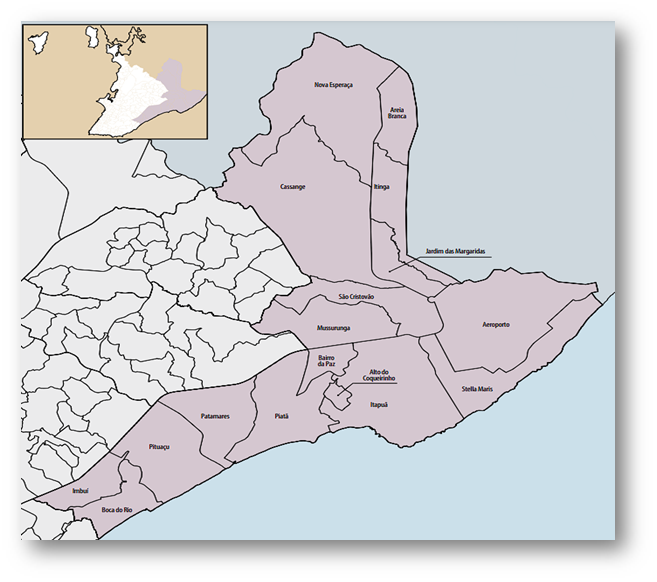 Nova Esperaça
Areia
Branca
Cassange
Itinga
Jardim das Margaridas
São Cristovão
Aeroporto
Mussurunga
Bairro
da Paz
Alto do
Coqueirinho
Stella Maris
Itapuã
Patamares
Piatã
Pituaçu
Imbuí
Boca do Rio